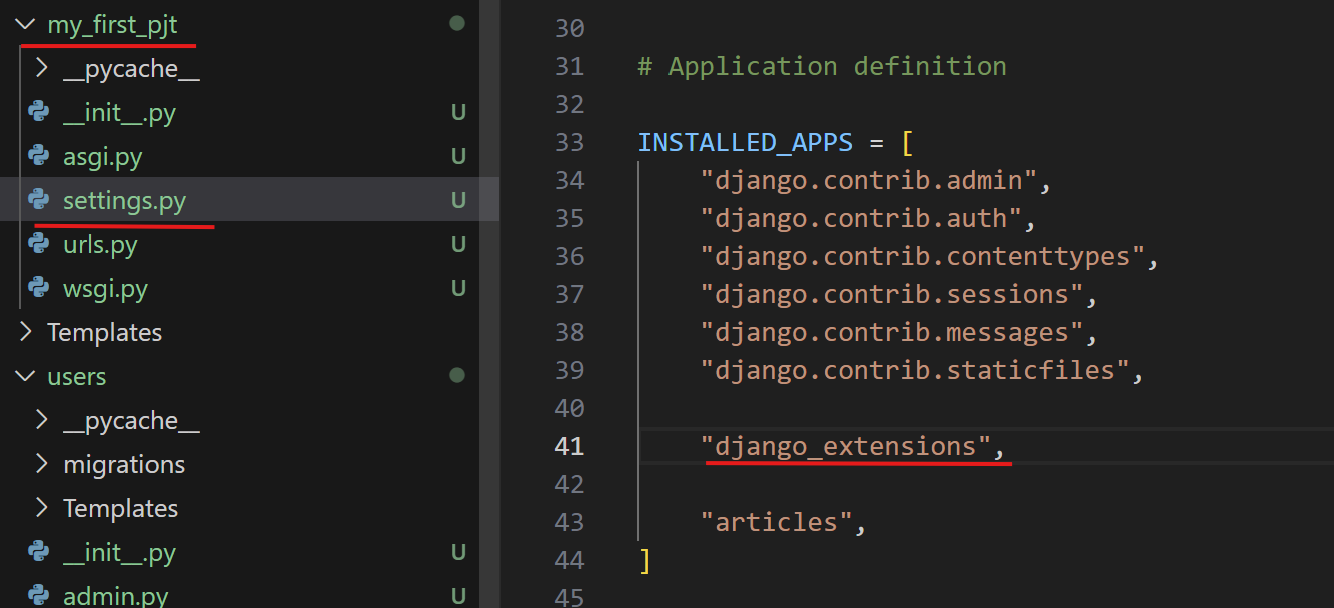 my_first_pjt
__pycache__
__init__.py U
asgi.py U
settings.py U
urls.py U
wsgi.py U
Templates
users
__pycache__
migrations
Templates
__init__.py U
admin.py U
30
31 # Application definition
32
33 INSTALLED_APPS = [
34 "django.contrib.admin",
35 "django.contrib.auth",
36 "django.contrib.contenttypes",
37 "django.contrib.sessions",
38 "django.contrib.messages",
39 "django.contrib.staticfiles",
40
41 "django_extensions",
42
43 "articles",
44 ]
45